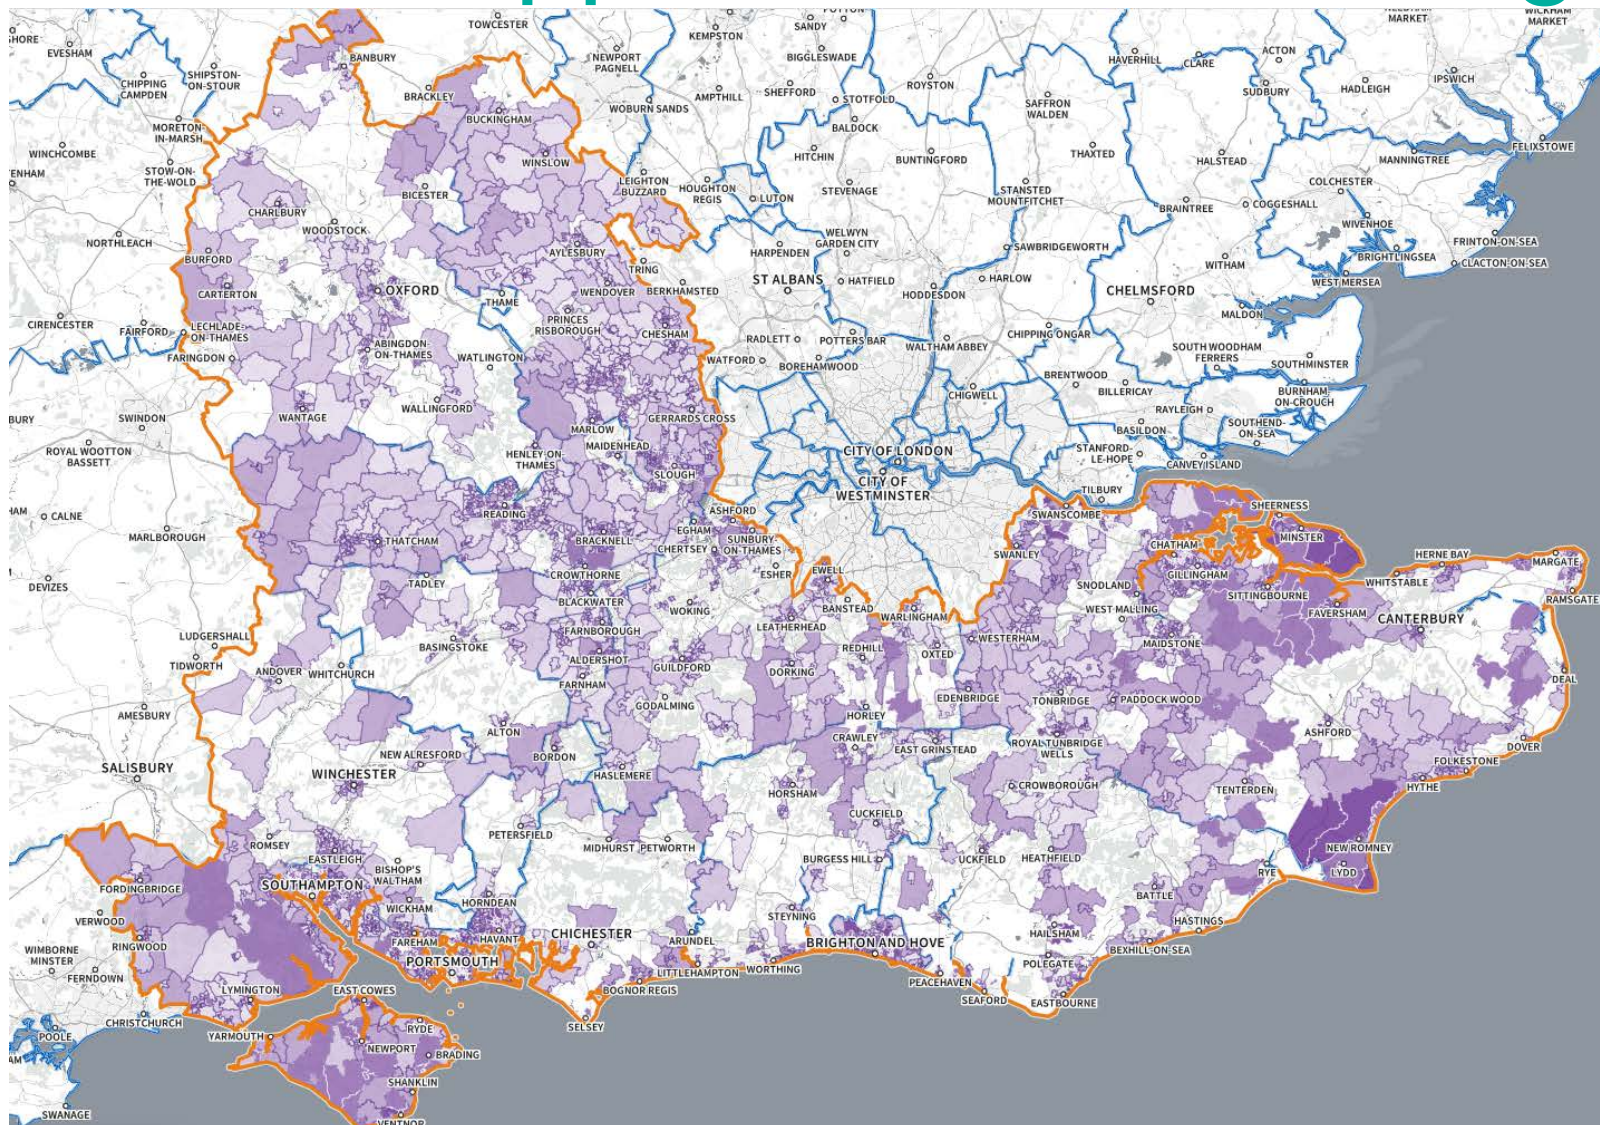 TOWCESTER
KEMPSTON
SANDY
BIGGLESWADE
WICKHAM
MARKET
MARKET
EVESHAM
BANBURY
NEWPORT
PAGNELL
HAVERHILL
CLARE
ACTON
CHIPPING
CAMPDEN
SHIPSTON-
ON-STOUR
BRACKLEY
WOBURN SANDS
AMPTHILL
SHEFFORD
STOTFOLD
ROYSTON
SAFFRON
WALDEN
SUDBURY
HADLEIGH
IPSWICH
BUCKINGHAM
MORETON-
IN-MARSH
BALDOCK
WINCHCOMBE
STOW-ON-
THE-WOLD
WINSLOW
HITCHIN
BUNTINGFORD
THAXTED
HALSTEAD
MANNINGTREE
FELIXSTOWE
BICESTER
LEIGHTON
BUZZARD
HOUGHTON
REGIS
LUTON
STEVENAGE
STANSTED
MOUNTFITCHET
BRAINTREE
COGGESHALL
COLCHESTER
CHARLBURY
WOODSTOCK
WIVENHOE
NORTHLEACH
BURFORD
AYLESBURY
TRING
HARPENDEN
WELWYN
GARDEN CITY
SAWBRIDGEWORTH
FRINTON-ON-SEA
BRIGHTLINGSEA
CLACTON-ON-SEA
WITHAM
CARTERTON
OXFORD
THAME
WENDOVER
BERKHAMSTED
ST ALBANS
HATFIELD
HODDESDON
HARLOW
CHELMSFORD
WEST MERSEA
MALDON
CIRENCESTER
FAIRFORD
LECHLADE-
ON-THAMES
FARINGDON
ABINGDON-
ON-THAMES
WATLINGTON
PRINCES
RISBOROUGH
CHESHAM
RADLETT
POTTERS BAR
WATFORD
BOREHAMWOOD
WALTHAM ABBEY
CHIPPING ONGAR
SOUTH WOODHAM
FERRERS
SOUTHMINSTER
BRENTWOOD
BILLERICAY
BURNHAM-
ON-CROUCH
CHIGWELL
RAYLEIGH
BURY
SWINDON
WANTAGE
WALLINGFORD
GERRARDS CROSS
MARLOW
MAIDENHEAD
BASILDON
SOUTHEND-
ON-SEA
STANFORD-
LE-HOPE
CANVEY ISLAND
ROYAL WOOTTON
BASSETT
HENLEY-ON-
THAMES
SLOUGH
CITY OF LONDON
CITY OF
WESTMINSTER
TILBURY
READING
ASHFORD
SWANSCOMBE
SHEERNESS
CALNE
MARLBOROUGH
THATCHAM
BRACKNELL
EGHAM
CHERTSEY
SUNBURY-
ON-THAMES
MINSTER
CHATHAM
SWANLEY
HERNE BAY
MARGATE
DEVIZES
TADLEY
CROWTHORNE
ESHER
EWELL
GILLINGHAM
SNODLAND
WHITSTABLE
RAMSGATE
BLACKWATER
WOKING
BANSTEAD
WARLINGHAM
LEATHERHEAD
WEST MALLING
SITTINGBOURNE
FAVERSHAM
CANTERBURY
LUDGERSHALL
TIDWORTH
FARNBOROUGH
BASINGSTOKE
REDHILL
OXTED
WESTERHAM
MAIDSTONE
ANDOVER
WHITCHURCH
ALDERSHOT
GUILDFORD
DORKING
FARNHAM
DEAL
GODALMING
EDENBRIDGE
TONBRIDGE
PADDOCK WOOD
AMESBURY
HORLEY
ALTON
CRAWLEY
EAST GRINSTEAD
ROYAL TUNBRIDGE
WELLS
ASHFORD
DOVER
NEW ALRESFORD
BORDON
SALISBURY
WINCHESTER
HASLEMERE
FOLKESTONE
HYTHE
HORSHAM
CROWBOROUGH
TENTERDEN
CUCKFIELD
PETERSFIELD
ROMSEY
EASTLEIGH
MIDHURST
PETWORTH
NEW ROMNEY
BURGESS HILL
UCKFIELD
HEATHFIELD
RYE
LYDD
BISHOP'S
WALTHAM
FORDINGBRIDGE
SOUTHAMPTON
WICKHAM
HORNDEAN
BATTLE
VERWOOD
STEYNING
HASTINGS
CHICHESTER
FAREHAM
HAVANT
ARUNDEL
BRIGHTON AND HOVE
HAILSHAM
BEXHILL-ON-SEA
WIMBORNE
MINSTER
RINGWOOD
PORTSMOUTH
WORTHING
LITTLEHAMPTON
POLEGATE
FERNDOWN
LYMINGTON
EAST COWES
BOGNOR REGIS
PEACEHAVEN
SEAFORD
EASTBOURNE
CHRISTCHURCH
SELSEY
RYDE
YARMOUTH
POOLE
NEWPORT
BRADING
SHANKLIN
SWANAGE
VENTNOR